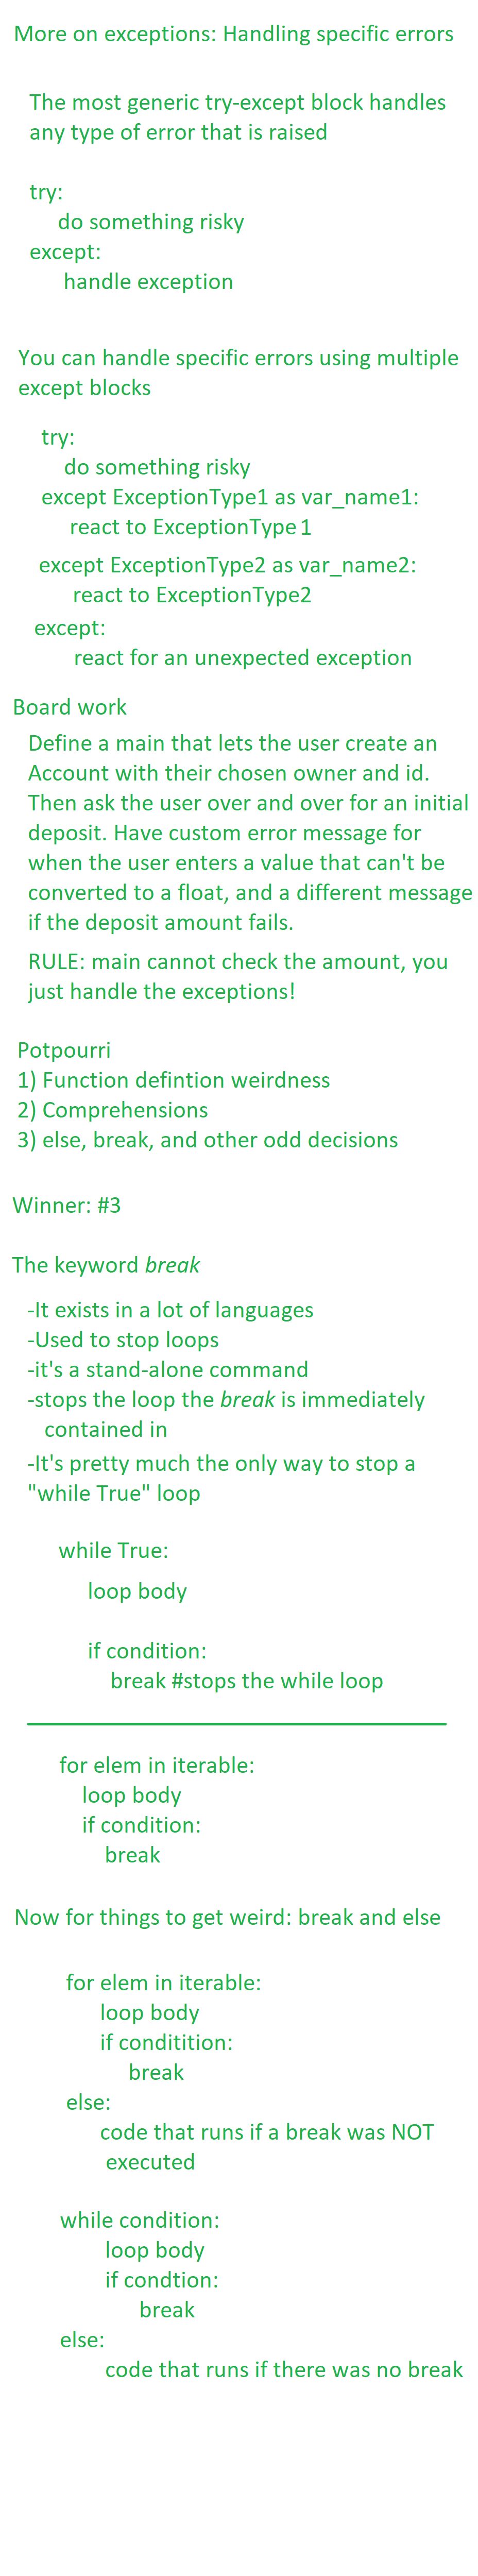 More on exceptions: Handling specific errors
The most generic try-except block handles
any type of error that is raised
try:
do something risky
except:
handle exception
You can handle specific errors using multiple
except blocks
try:
do something risky
except ExceptionType1 as var_name1:
react to ExceptionType1
except ExceptionType2 as var_name2:
react to ExceptionType2
except:
react for an unexpected exception
Board work
Define a main that lets the user create an
Account with their chosen owner and id.
Then ask the user over and over for an initial
deposit. Have custom error message for
when the user enters a value that can't be
converted to a float, and a different message
if the deposit amount fails.
RULE: main cannot check the amount, you
just handle the exceptions!
Potpourri
1) Function defintion weirdness
2) Comprehensions
3) else, break, and other odd decisions
Winner: #3
The keyword break
-It exists in a lot of languages
-Used to stop loops
-it's a stand-alone command
-stops the loop the break is immediately
contained in
-It's pretty much the only way to stop a
"while True" loop
while True:
loop body
if condition:
break #stops the while loop
for elem in iterable:
loop body
if condition:
break
Now for things to get weird: break and else
for elem in iterable:
loop body
if conditition:
break
else:
code that runs if a break was NOT
executed
while condition:
loop body
if condtion:
break
else:
code that runs if there was no break